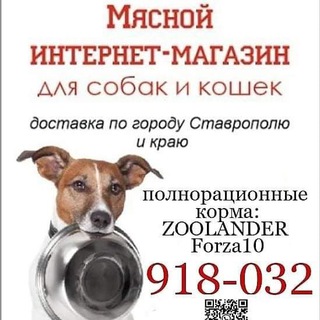 Мясной
интернет-магазин
для собак и кошек
доставка по городу Ставрополю
и краю
полнорационные
корма:
ZOOLANDER
Forza10
918-032